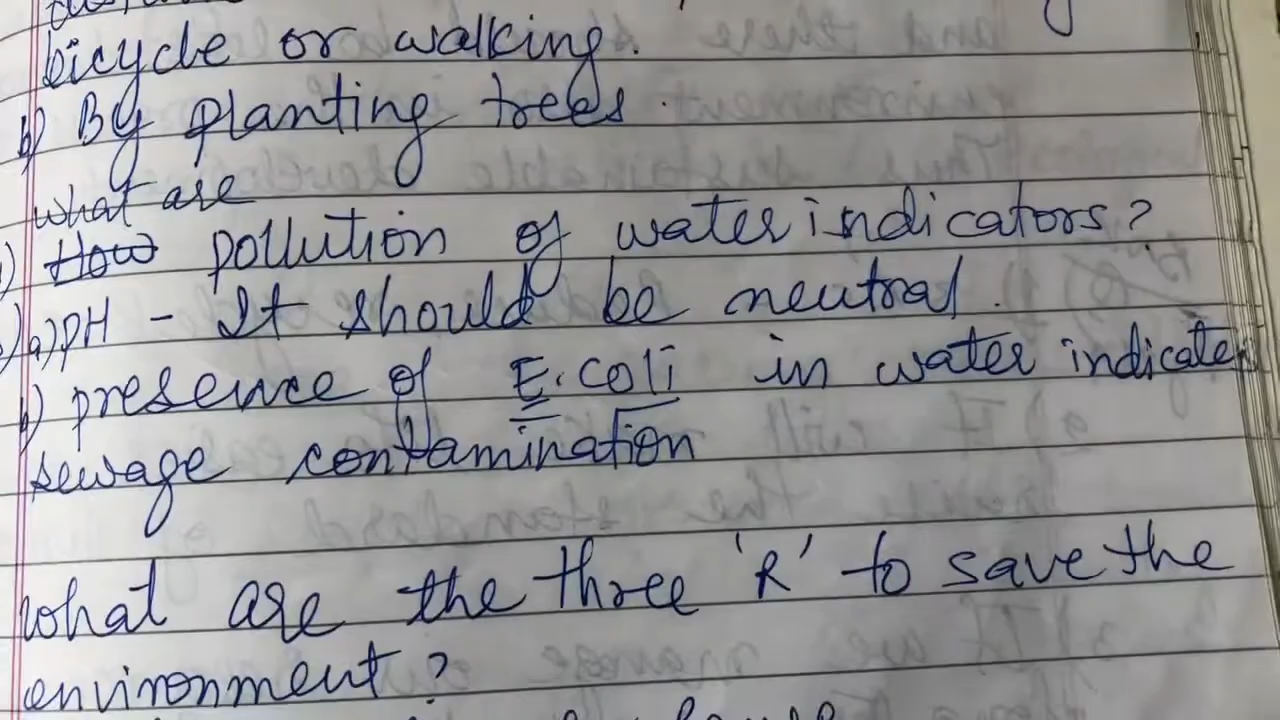 bicycle or walking.
b) By planting trees.
what are
How pollution of water indicators?
a) pH - It should be neutral.
b) presence of E. coli in water indicates
sewage contamination
what are the three 'R' to save the
environment?